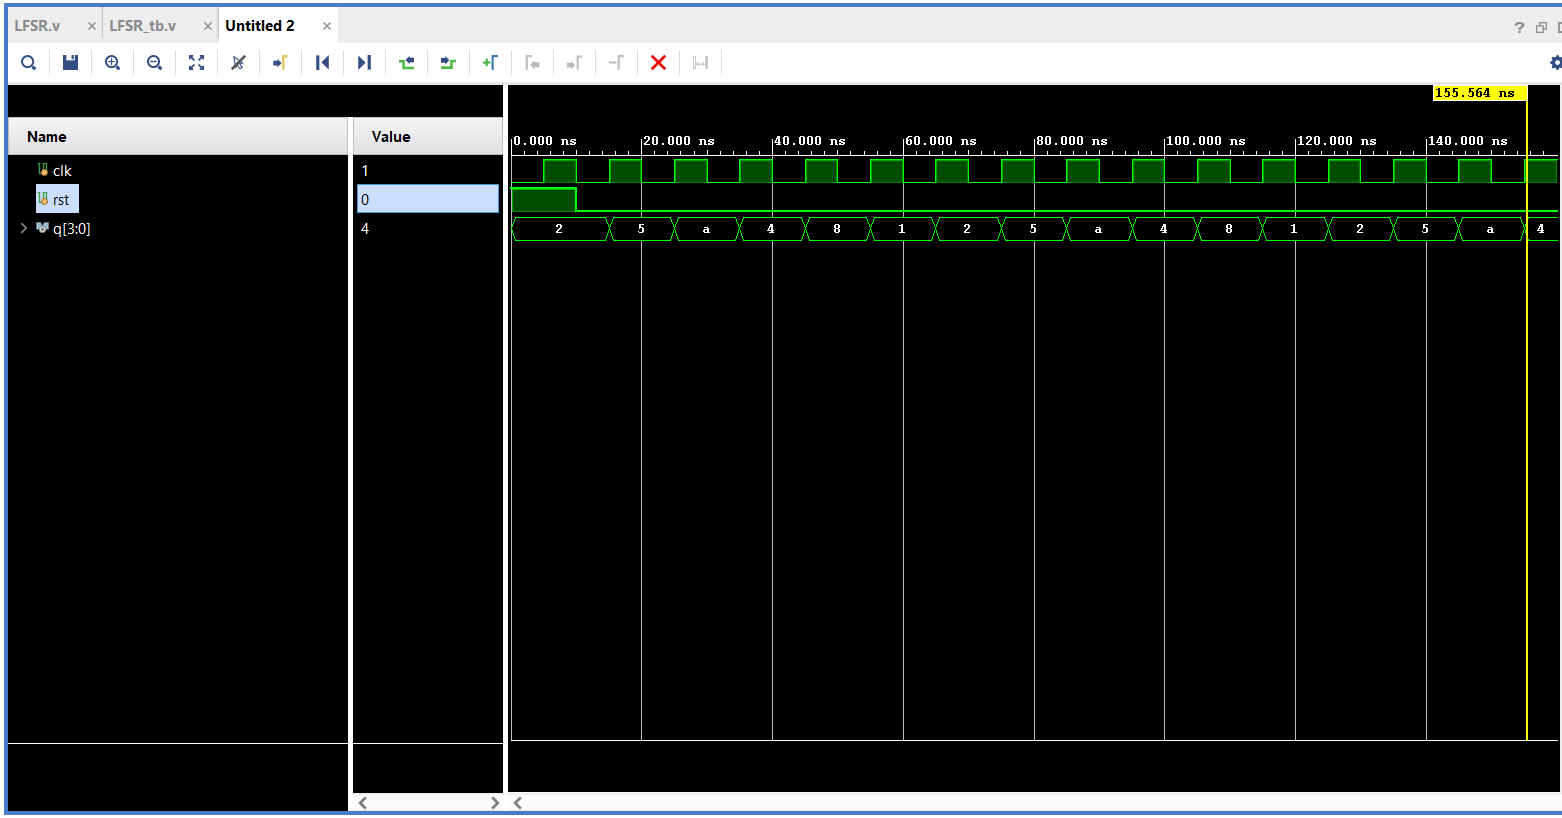 LFSR.v × LFSR_tb.v × Untitled 2 × ?
155.564 ns
Name Value
0.000 ns 20.000 ns 40.000 ns 60.000 ns 80.000 ns 100.000 ns 120.000 ns 140.000 ns
clk 1
rst 0
q[3:0] 4 2 5 a 4 8 1 2 5 a 4 8 1 2 5 a 4